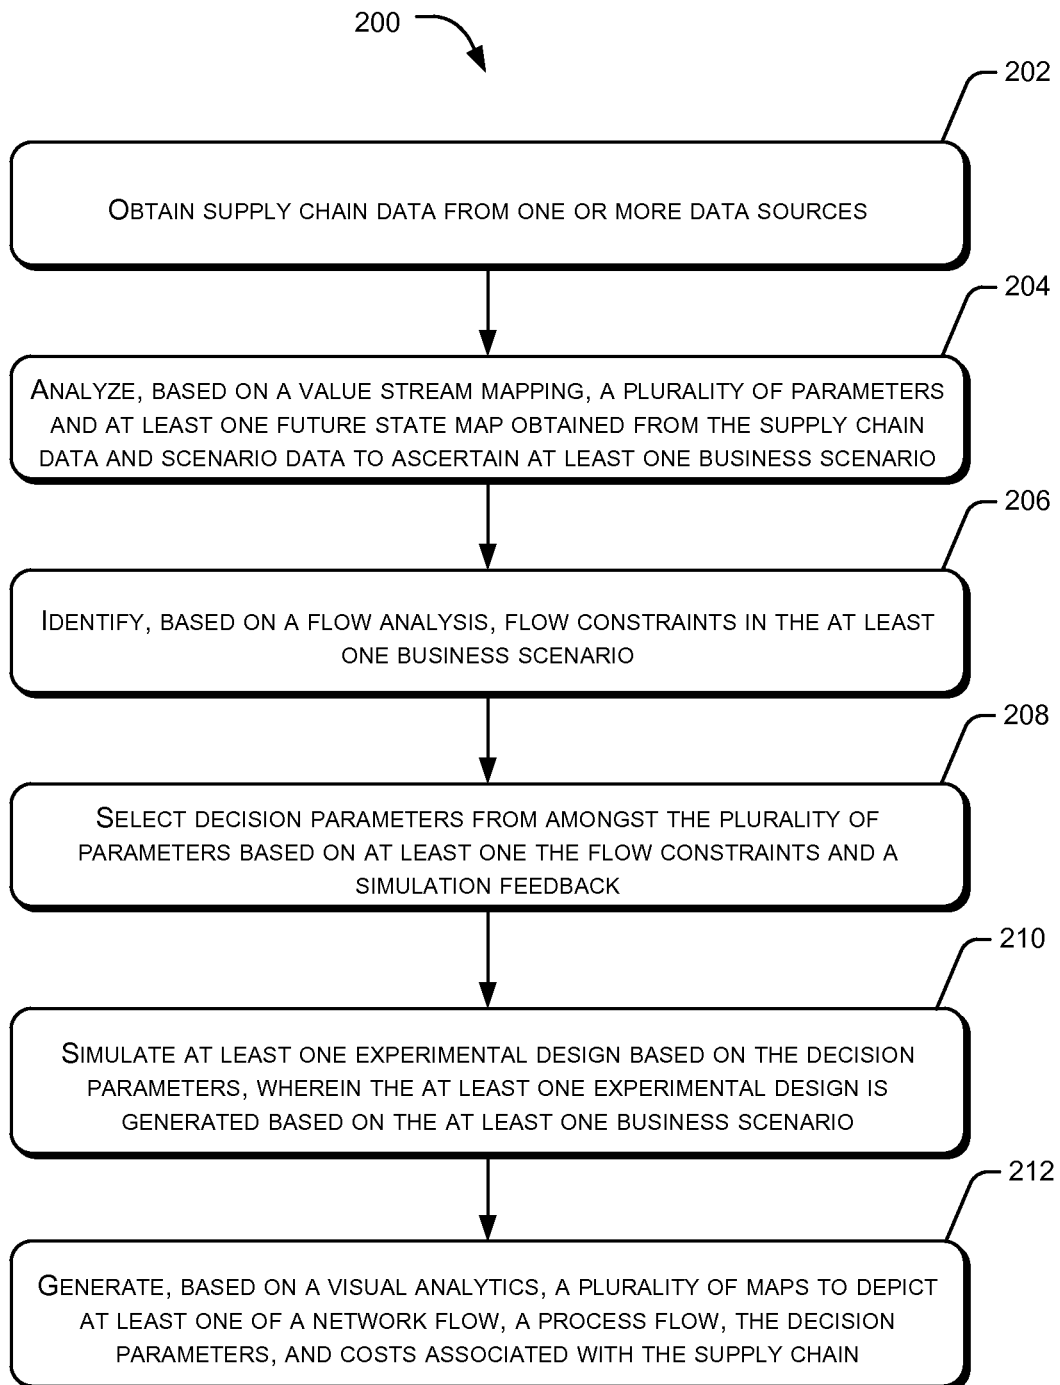 200
202
OBTAIN SUPPLY CHAIN DATA FROM ONE OR MORE DATA SOURCES
204
ANALYZE, BASED ON A VALUE STREAM MAPPING, A PLURALITY OF PARAMETERS
AND AT LEAST ONE FUTURE STATE MAP OBTAINED FROM THE SUPPLY CHAIN
DATA AND SCENARIO DATA TO ASCERTAIN AT LEAST ONE BUSINESS SCENARIO
206
IDENTIFY, BASED ON A FLOW ANALYSIS, FLOW CONSTRAINTS IN THE AT LEAST
ONE BUSINESS SCENARIO
208
SELECT DECISION PARAMETERS FROM AMONGST THE PLURALITY OF
PARAMETERS BASED ON AT LEAST ONE THE FLOW CONSTRAINTS AND A
SIMULATION FEEDBACK
210
SIMULATE AT LEAST ONE EXPERIMENTAL DESIGN BASED ON THE DECISION
PARAMETERS, WHEREIN THE AT LEAST ONE EXPERIMENTAL DESIGN IS
GENERATED BASED ON THE AT LEAST ONE BUSINESS SCENARIO
212
GENERATE, BASED ON A VISUAL ANALYTICS, A PLURALITY OF MAPS TO DEPICT
AT LEAST ONE OF A NETWORK FLOW, A PROCESS FLOW, THE DECISION
PARAMETERS, AND COSTS ASSOCIATED WITH THE SUPPLY CHAIN